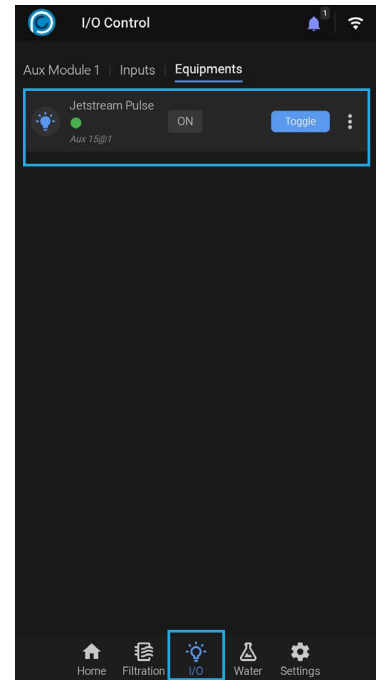 I/O Control
1
Aux Module 1 | Inputs | Equipments
Jetstream Pulse
ON
Toggle
Aux 15@1
Home Filtration I/O Water Settings